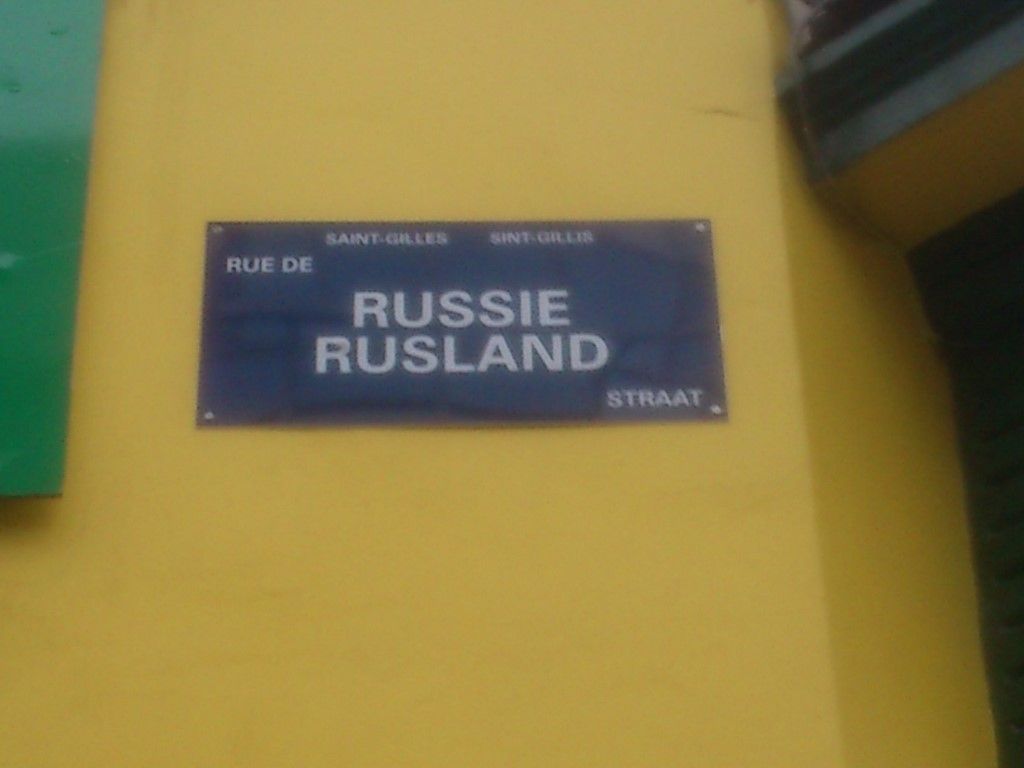 SAINT-GILLES SINT-GILLIS
RUE DE
RUSSIE
RUSLAND
STRAAT